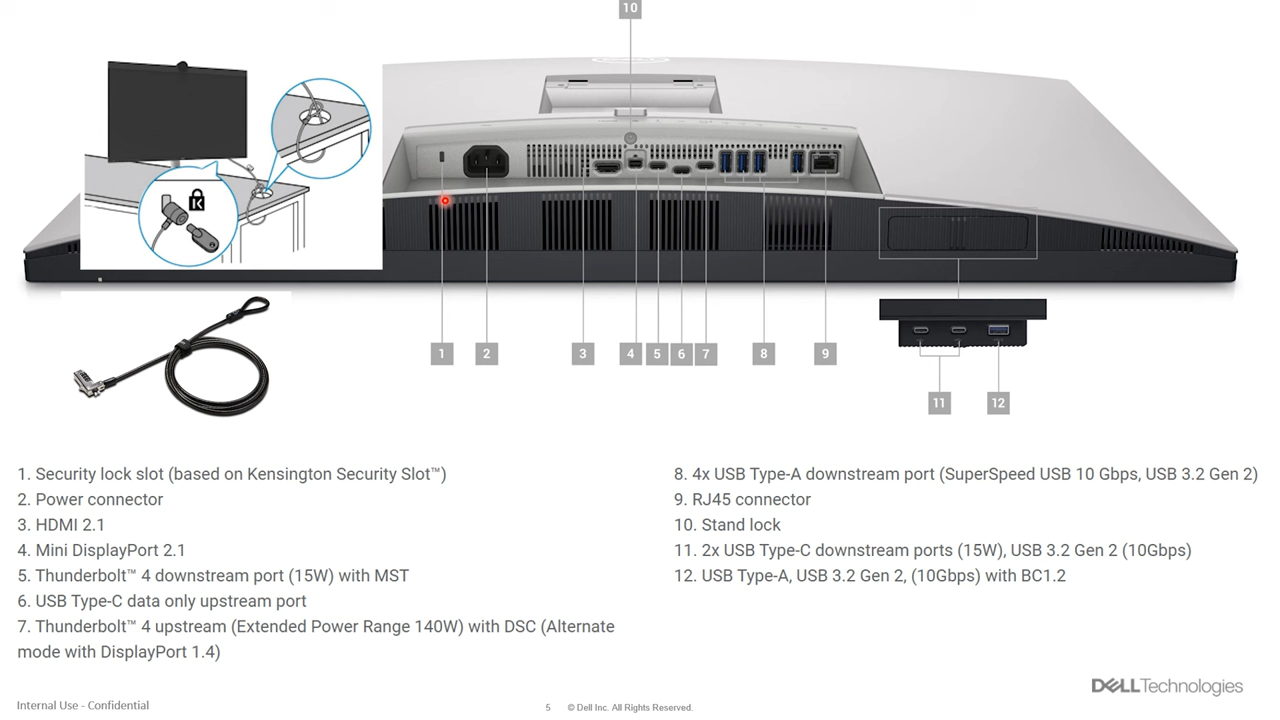 10
1
2
3
4
5
6
7
8
9
11
12
1. Security lock slot (based on Kensington Security Slot™)
2. Power connector
3. HDMI 2.1
4. Mini DisplayPort 2.1
5. Thunderbolt™ 4 downstream port (15W) with MST
6. USB Type-C data only upstream port
7. Thunderbolt™ 4 upstream (Extended Power Range 140W) with DSC (Alternate
mode with DisplayPort 1.4)
8. 4x USB Type-A downstream port (SuperSpeed USB 10 Gbps, USB 3.2 Gen 2)
9. RJ45 connector
10. Stand lock
11. 2x USB Type-C downstream ports (15W), USB 3.2 Gen 2 (10Gbps)
12. USB Type-A, USB 3.2 Gen 2, (10Gbps) with BC1.2
DELLTechnologies
Internal Use - Confidential
5
© Dell Inc. All Rights Reserved.